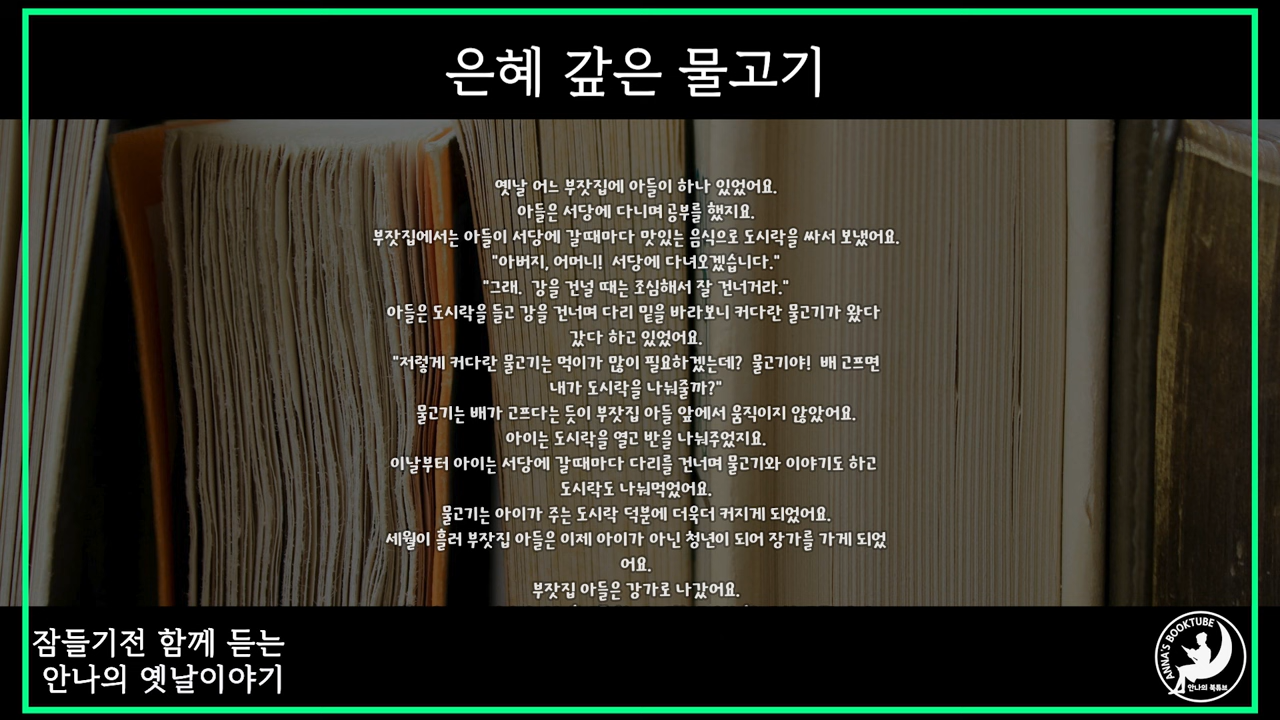 은혜 갚은 물고기
옛날 어느 부잣집에 아들이 하나 있었어요.
아들은 서당에 다니며 공부를 했지요.
부잣집에서는 아들이 서당에 갈때마다 맛있는 음식으로 도시락을 싸서 보냈어요.
"아버지, 어머니! 서당에 다녀오겠습니다."
"그래. 강을 건널 때는 조심해서 잘 건너거라."
아들은 도시락을 들고 강을 건너며 다리 밑을 바라보니 커다란 물고기가 왔다
갔다 하고 있었어요.
"저렇게 커다란 물고기는 먹이가 많이 필요하겠는데? 물고기야! 배 고프면
내가 도시락을 나눠줄까?"
물고기는 배가 고프다는 듯이 부잣집 아들 앞에서 움직이지 않았어요.
아이는 도시락을 열고 반을 나눠주었지요.
이날부터 아이는 서당에 갈때마다 다리를 건너며 물고기와 이야기도 하고
도시락도 나눠먹었어요.
물고기는 아이가 주는 도시락 덕분에 더욱더 커지게 되었어요.
세월이 흘러 부잣집 아들은 이제 아이가 아닌 청년이 되어 장가를 가게 되었
어요.
부잣집 아들은 강가로 나갔어요.
잠들기전 함께 듣는
안나의 옛날이야기
ANNA'S BOOKTUBE
안나의 북튜브